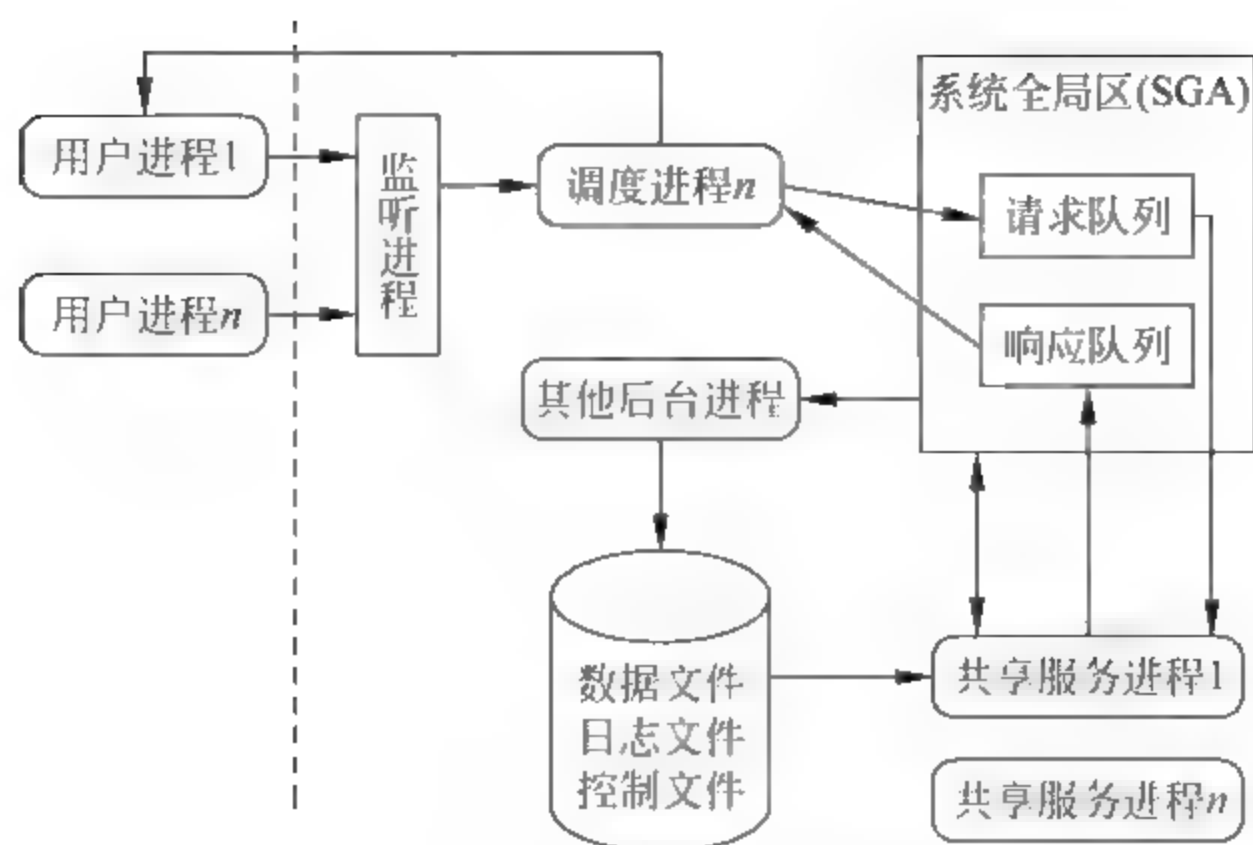 系统全局区(SGA)
用户进程1
监听进程
调度进程n
请求队列
用户进程n
响应队列
其他后台进程
数据文件
日志文件
控制文件
共享服务进程1
共享服务进程n